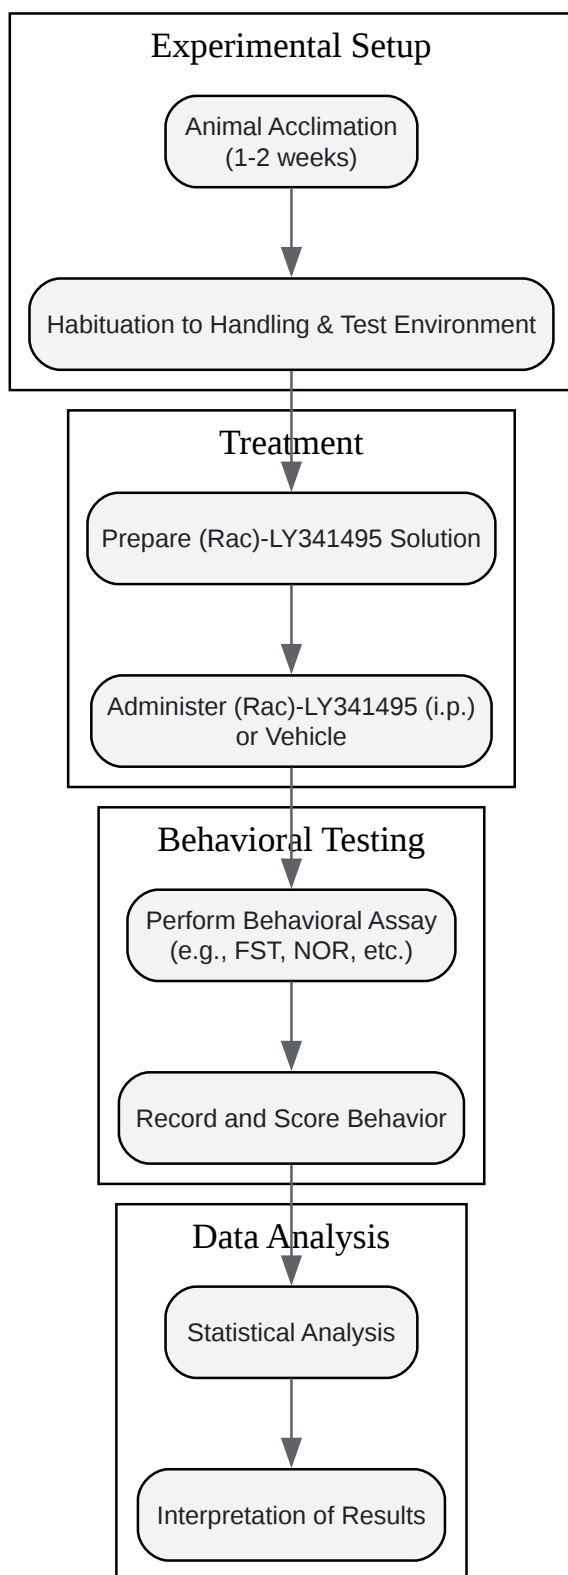 Experimental Setup
Animal Acclimation
(1-2 weeks)
Habituation to Handling & Test Environment
Treatment
Prepare (Rac)-LY341495 Solution
Administer (Rac)-LY341495 (i.p.)
or Vehicle
Behavioral Testing
Perform Behavioral Assay
(e.g., FST, NOR, etc.)
Record and Score Behavior
Data Analysis
Statistical Analysis
Interpretation of Results